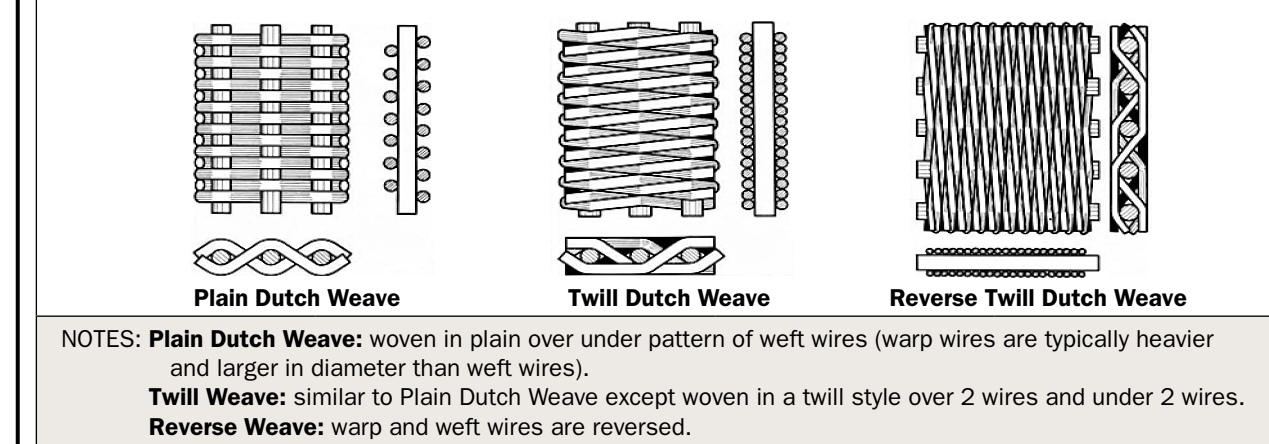 Plain Dutch Weave
Twill Dutch Weave
Reverse Twill Dutch Weave
NOTES: Plain Dutch Weave: woven in plain over under pattern of weft wires (warp wires are typically heavier
and larger in diameter than weft wires).
Twill Weave: similar to Plain Dutch Weave except woven in a twill style over 2 wires and under 2 wires.
Reverse Weave: warp and weft wires are reversed.